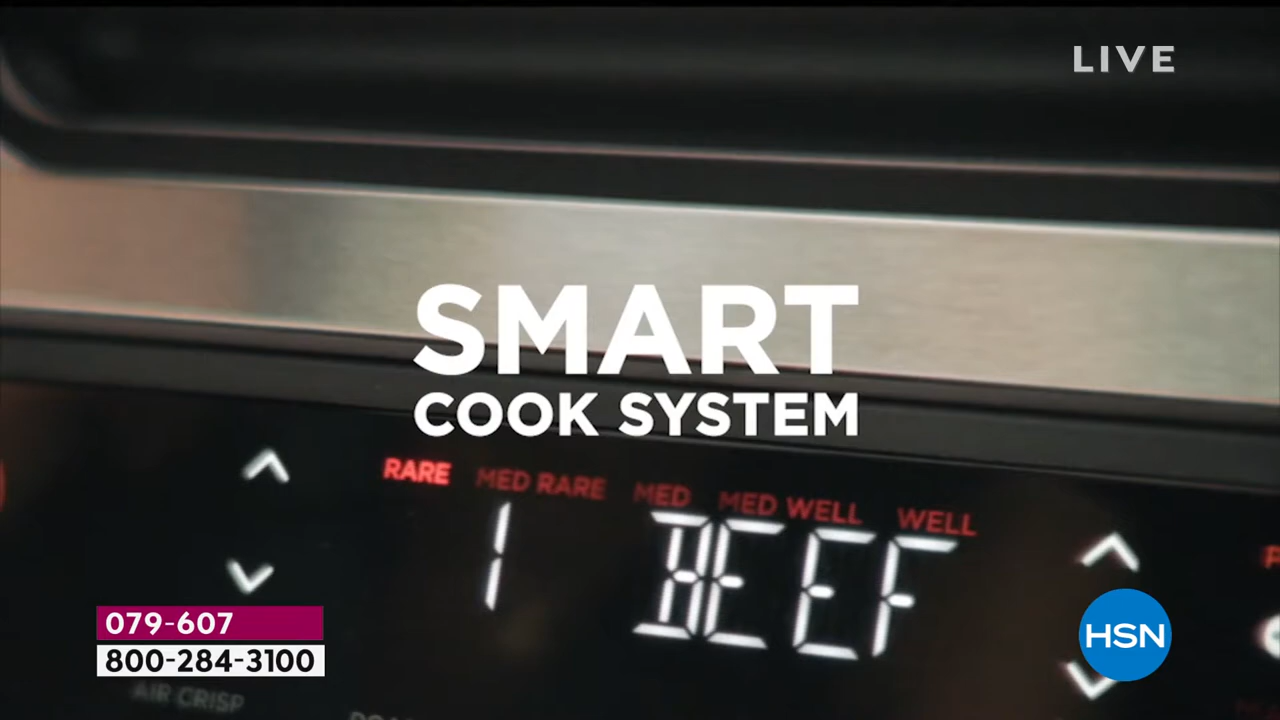 LIVE
SMART
COOK SYSTEM
RARE MED RARE MED MED WELL WELL
1 BEEF
079-607
800-284-3100
HSN
AIR CRISP